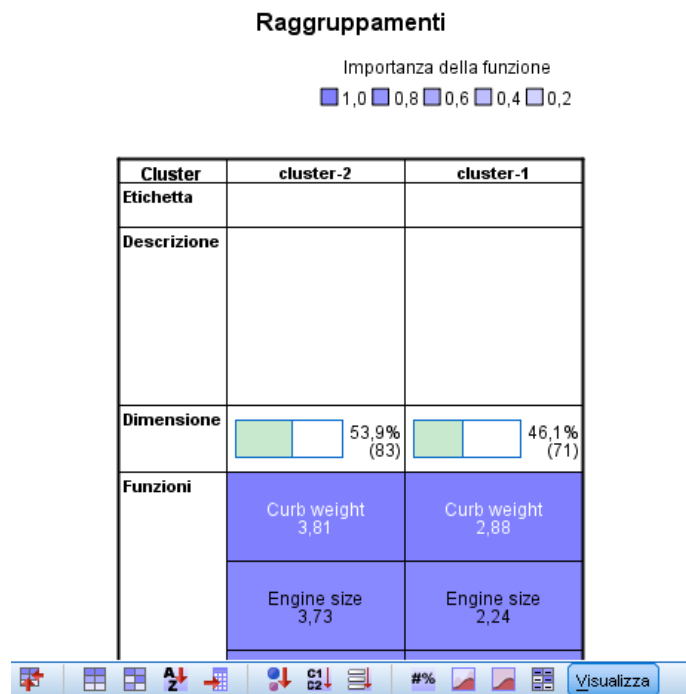 Raggruppamenti
Importanza della funzione
1,0 0,8 0,6 0,4 0,2
Cluster cluster-2 cluster-1
Etichetta
Descrizione
Dimensione 53,9% 46,1%
(83) (71)
Funzioni
Curb weight Curb weight
3,81 2,88
Engine size Engine size
3,73 2,24
A Z C1 C2 #% Visualizza